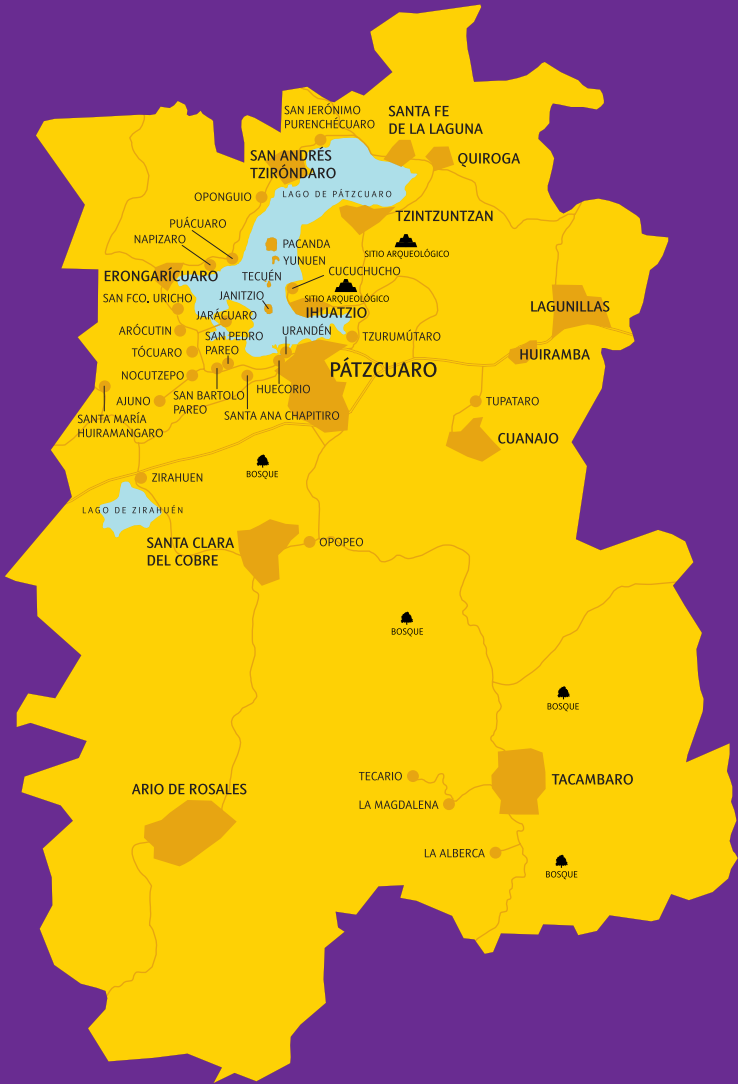 SAN JERÓNIMO
PURENCHÉCUARO
SANTA FE
DE LA LAGUNA
SAN ANDRÉS
TZIRÓNDARO
QUIROGA
OPONGUIO
LAGO DE PÁTZCUARO
TZINTZUNTZAN
PUÁCUARO
NAPIZARO
PACANDA
SITIO ARQUEOLÓGICO
YUNUEN
ERONGARÍCUARO
TECUÉN
CUCUCHUCHO
SAN FCO. URICHO
JANITZIO
SITIO ARQUEOLÓGICO
IHUATZIO
LAGUNILLAS
JARÁCUARO
ARÓCUTIN
SAN PEDRO
PAREO
URANDÉN
TZURUMÚTARO
TÓCUARO
HUIRAMBA
NOCUTZEPO
PÁTZCUARO
HUECORIO
AJUNO
SAN BARTOLO
PAREO
TUPATARO
SANTA MARÍA
HUIRAMANGARO
SANTA ANA CHAPITIRO
CUANAJO
ZIRAHUEN
BOSQUE
LAGO DE ZIRAHUÉN
SANTA CLARA
DEL COBRE
OPOPEO
BOSQUE
BOSQUE
TECARIO
TACAMBARO
ARIO DE ROSALES
LA MAGDALENA
LA ALBERCA
BOSQUE